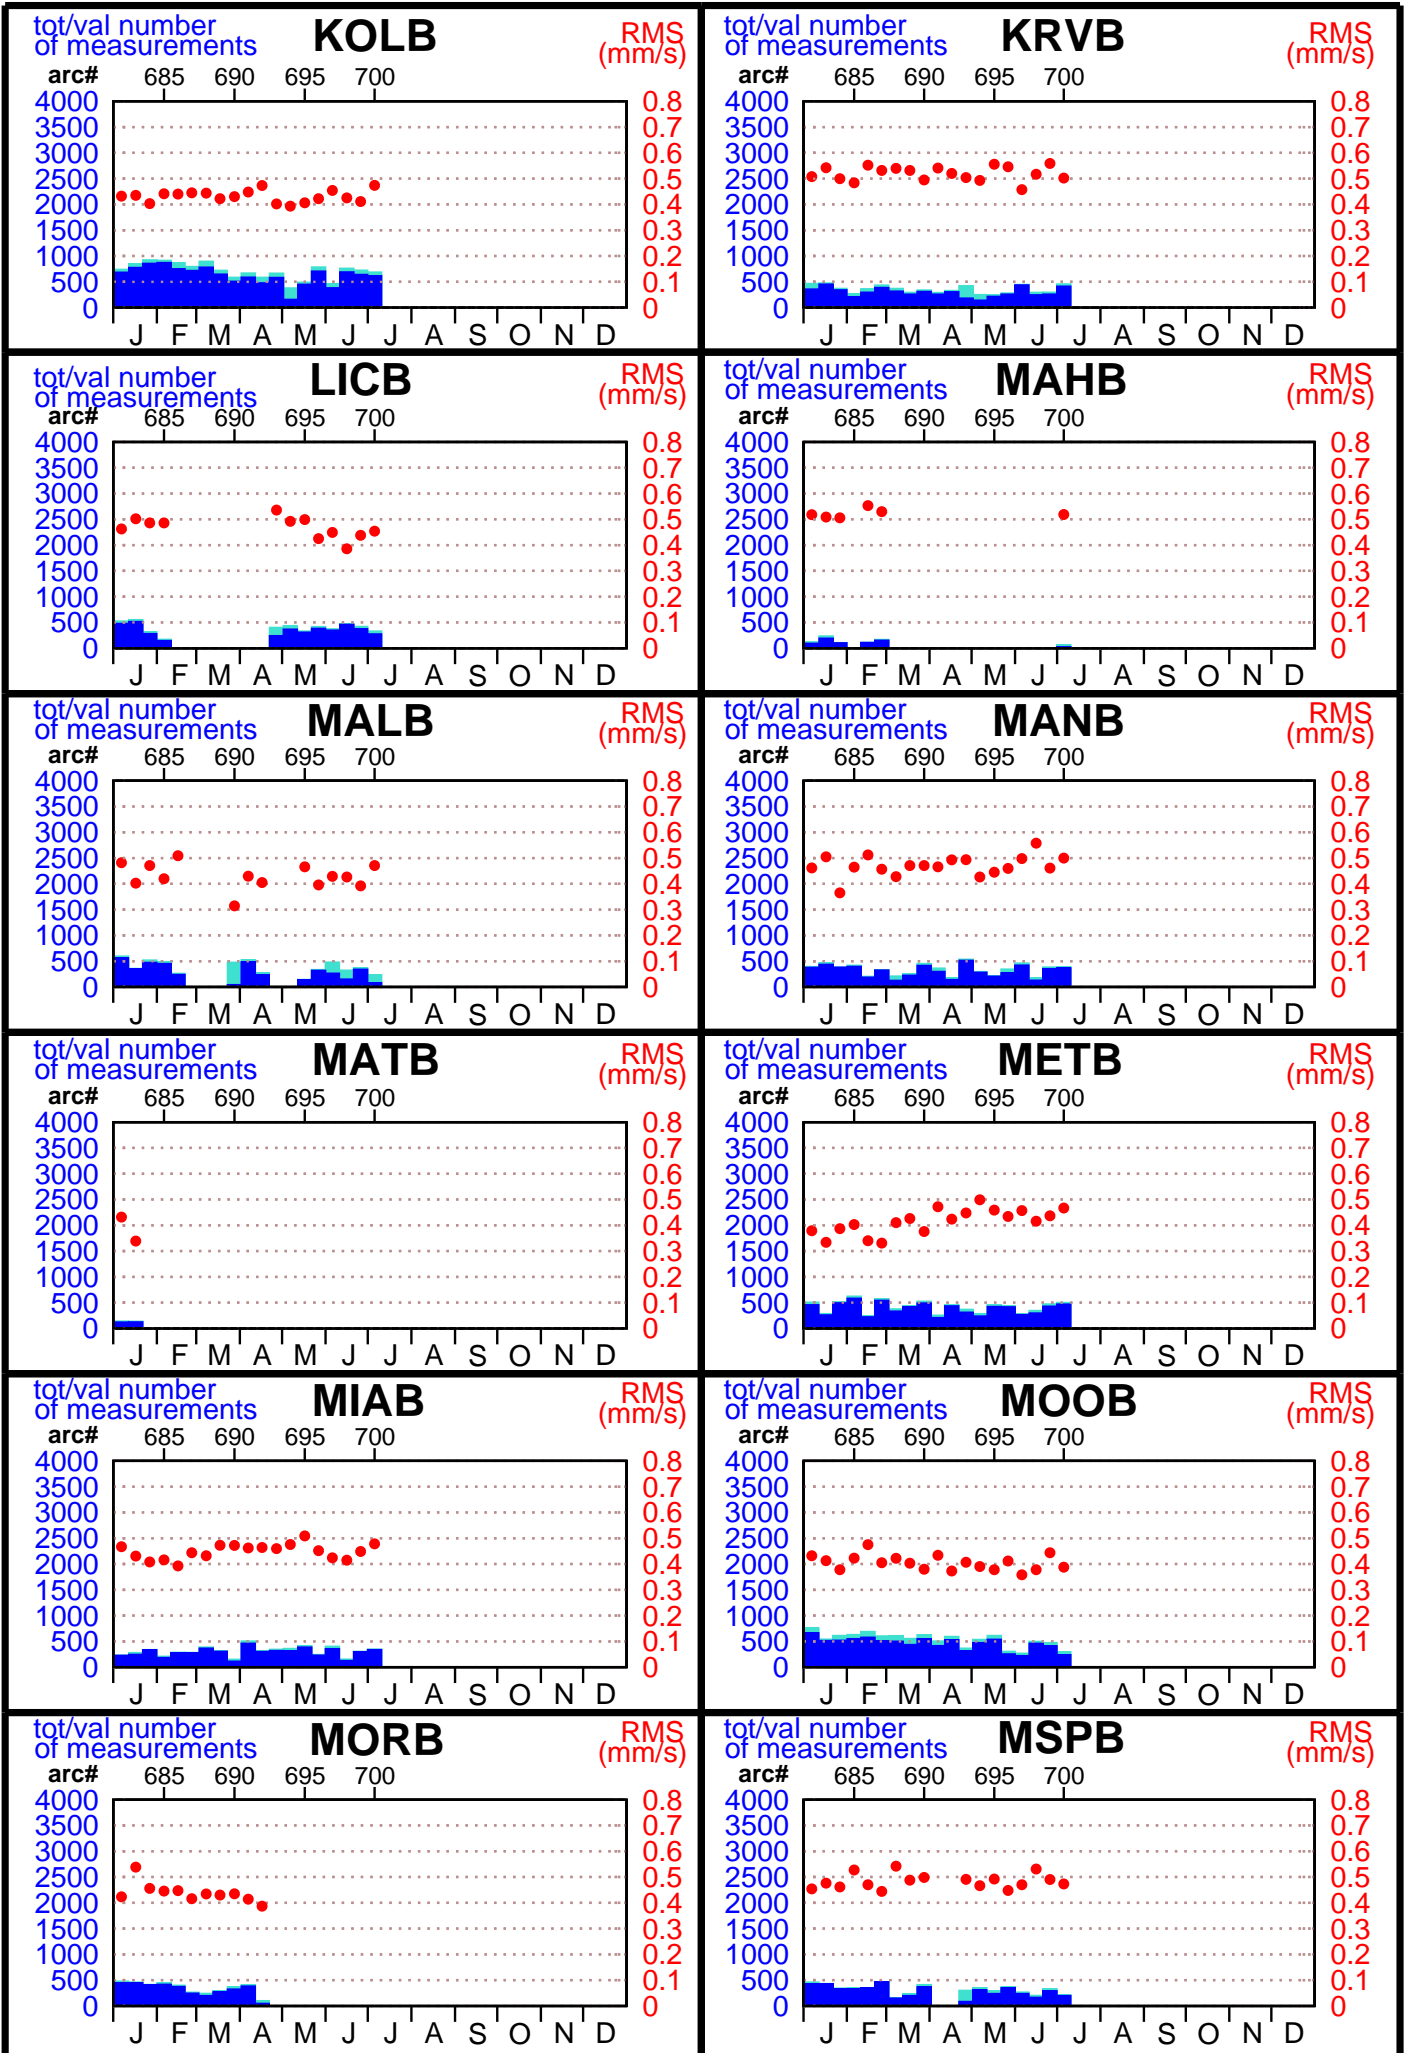 tot/val number
of measurements
KOLB
RMS
(mm/s)
arc# 685 690 695 700
4000 0.8
3500 0.7
3000 0.6
2500 0.5
2000 0.4
1500 0.3
1000 0.2
500 0.1
0 0
J F M A M J J A S O N D
tot/val number
of measurements
KRVB
RMS
(mm/s)
arc# 685 690 695 700
4000 0.8
3500 0.7
3000 0.6
2500 0.5
2000 0.4
1500 0.3
1000 0.2
500 0.1
0 0
J F M A M J J A S O N D
tot/val number
of measurements
LICB
RMS
(mm/s)
arc# 685 690 695 700
4000 0.8
3500 0.7
3000 0.6
2500 0.5
2000 0.4
1500 0.3
1000 0.2
500 0.1
0 0
J F M A M J J A S O N D
tot/val number
of measurements
MAHB
RMS
(mm/s)
arc# 685 690 695 700
4000 0.8
3500 0.7
3000 0.6
2500 0.5
2000 0.4
1500 0.3
1000 0.2
500 0.1
0 0
J F M A M J J A S O N D
tot/val number
of measurements
MALB
RMS
(mm/s)
arc# 685 690 695 700
4000 0.8
3500 0.7
3000 0.6
2500 0.5
2000 0.4
1500 0.3
1000 0.2
500 0.1
0 0
J F M A M J J A S O N D
tot/val number
of measurements
MANB
RMS
(mm/s)
arc# 685 690 695 700
4000 0.8
3500 0.7
3000 0.6
2500 0.5
2000 0.4
1500 0.3
1000 0.2
500 0.1
0 0
J F M A M J J A S O N D
tot/val number
of measurements
MATB
RMS
(mm/s)
arc# 685 690 695 700
4000 0.8
3500 0.7
3000 0.6
2500 0.5
2000 0.4
1500 0.3
1000 0.2
500 0.1
0 0
J F M A M J J A S O N D
tot/val number
of measurements
METB
RMS
(mm/s)
arc# 685 690 695 700
4000 0.8
3500 0.7
3000 0.6
2500 0.5
2000 0.4
1500 0.3
1000 0.2
500 0.1
0 0
J F M A M J J A S O N D
tot/val number
of measurements
MIAB
RMS
(mm/s)
arc# 685 690 695 700
4000 0.8
3500 0.7
3000 0.6
2500 0.5
2000 0.4
1500 0.3
1000 0.2
500 0.1
0 0
J F M A M J J A S O N D
tot/val number
of measurements
MOOB
RMS
(mm/s)
arc# 685 690 695 700
4000 0.8
3500 0.7
3000 0.6
2500 0.5
2000 0.4
1500 0.3
1000 0.2
500 0.1
0 0
J F M A M J J A S O N D
tot/val number
of measurements
MORB
RMS
(mm/s)
arc# 685 690 695 700
4000 0.8
3500 0.7
3000 0.6
2500 0.5
2000 0.4
1500 0.3
1000 0.2
500 0.1
0 0
J F M A M J J A S O N D
tot/val number
of measurements
MSPB
RMS
(mm/s)
arc# 685 690 695 700
4000 0.8
3500 0.7
3000 0.6
2500 0.5
2000 0.4
1500 0.3
1000 0.2
500 0.1
0 0
J F M A M J J A S O N D